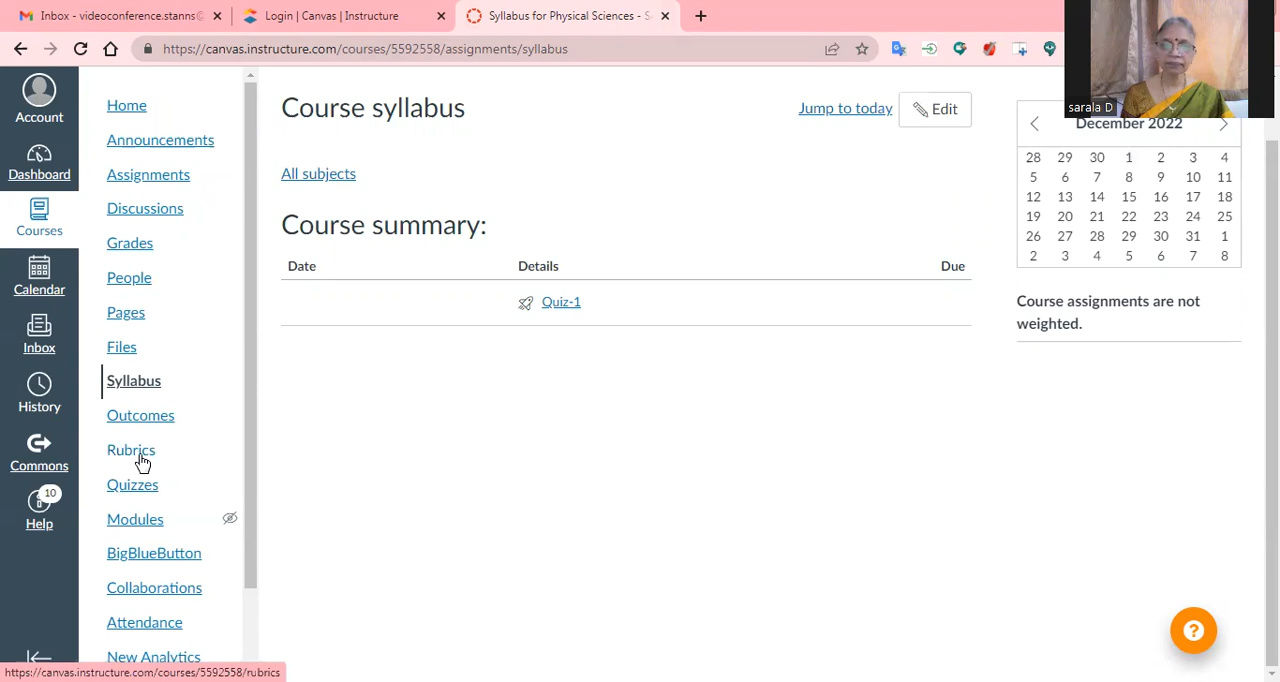 Inbox - videoconference.stanns@
Login | Canvas | Instructure
Syllabus for Physical Sciences - S
https://canvas.instructure.com/courses/5592558/assignments/syllabus
sarala D
Account
Dashboard
Courses
Calendar
Inbox
History
Commons
10
Help
Home
Announcements
Assignments
Discussions
Grades
People
Pages
Files
Syllabus
Outcomes
Rubrics
Quizzes
Modules
BigBlueButton
Collaborations
Attendance
New Analytics
Course syllabus
Jump to today
Edit
All subjects
Course summary:
Date Details Due
Quiz-1
December 2022
28 29 30 1 2 3 4
5 6 7 8 9 10 11
12 13 14 15 16 17 18
19 20 21 22 23 24 25
26 27 28 29 30 31 1
2 3 4 5 6 7 8
Course assignments are not
weighted.
?
https://canvas.instructure.com/courses/5592558/rubrics